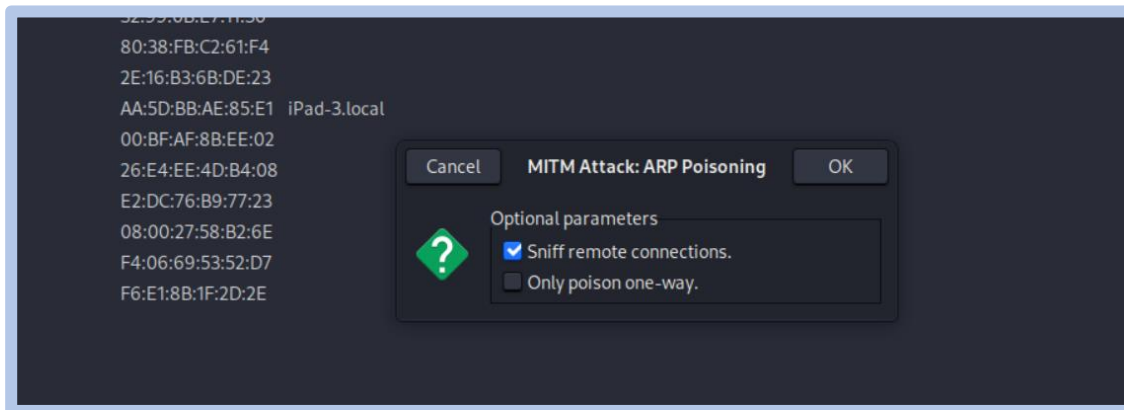 80:38:FB:C2:61:F4
2E:16:B3:6B:DE:23
AA:5D:BB:AE:85:E1 iPad-3.local
00:BF:AF:8B:EE:02
26:E4:EE:4D:B4:08
E2:DC:76:B9:77:23
08:00:27:58:B2:6E
F4:06:69:53:52:D7
F6:E1:8B:1F:2D:2E
Cancel MITM Attack: ARP Poisoning OK
Optional parameters
Sniff remote connections.
Only poison one-way.